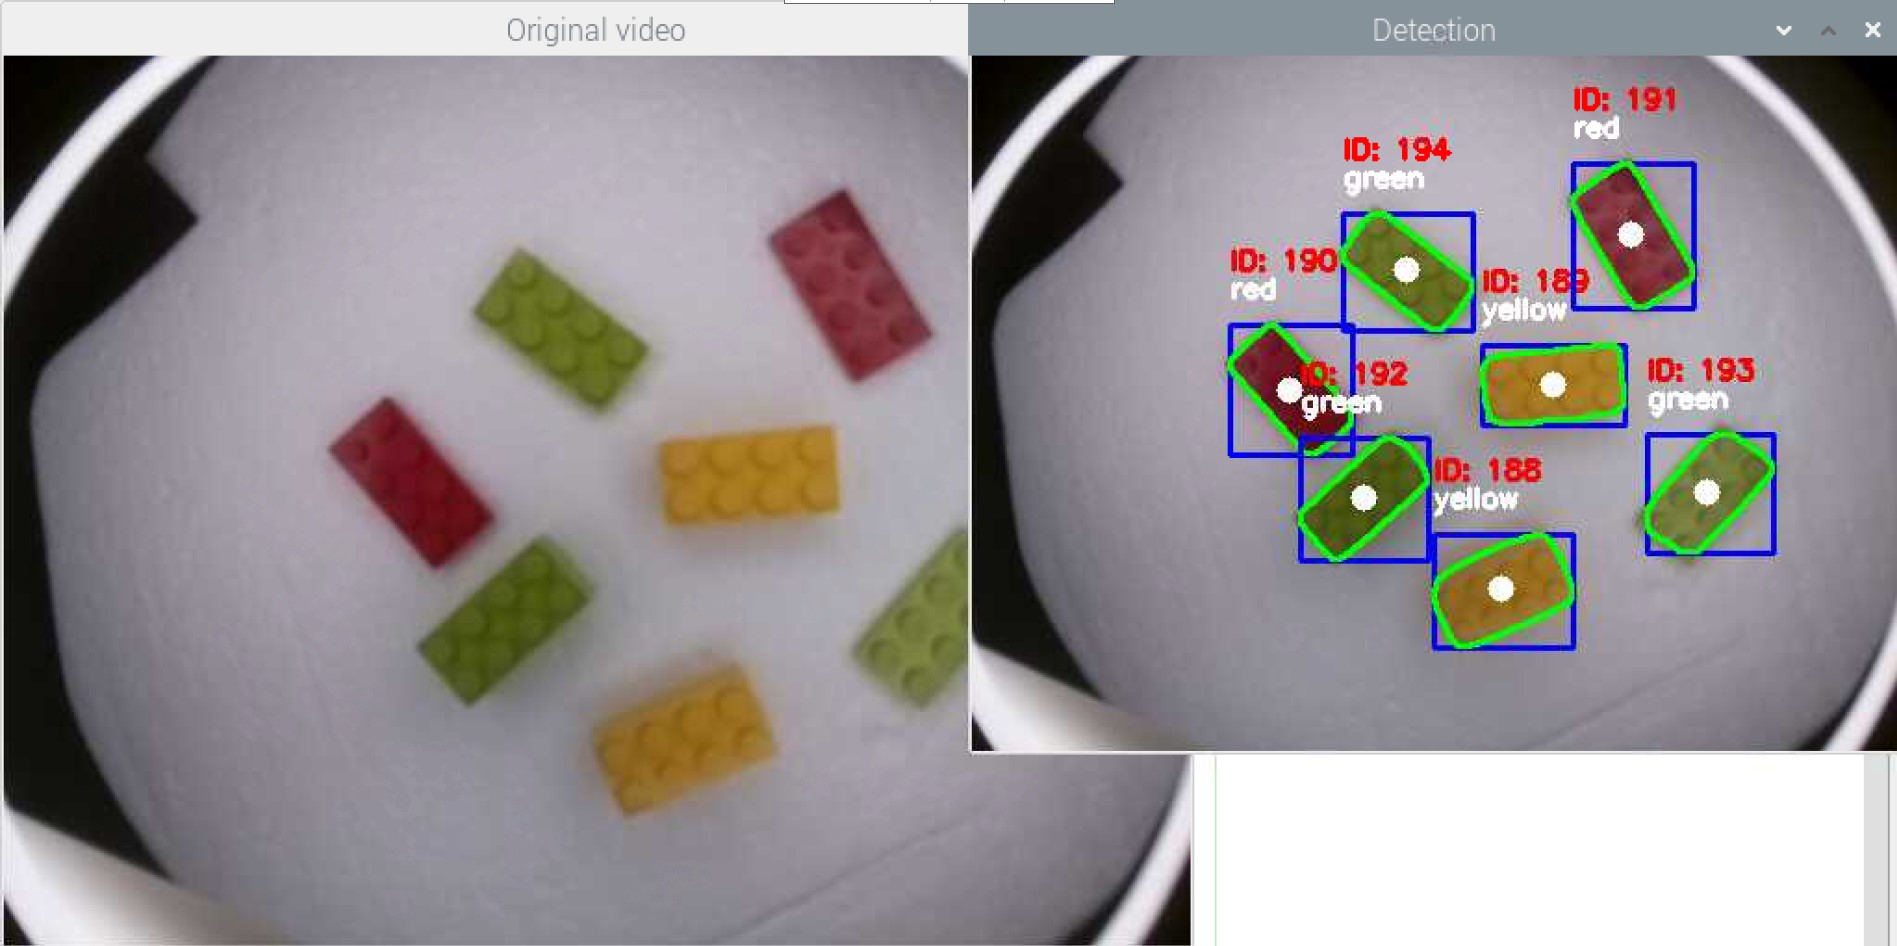 Original video
Detection
ID: 191
red
ID: 194
green
ID: 190
red
ID: 189
yellow
ID: 192
green
ID: 193
green
ID: 188
yellow